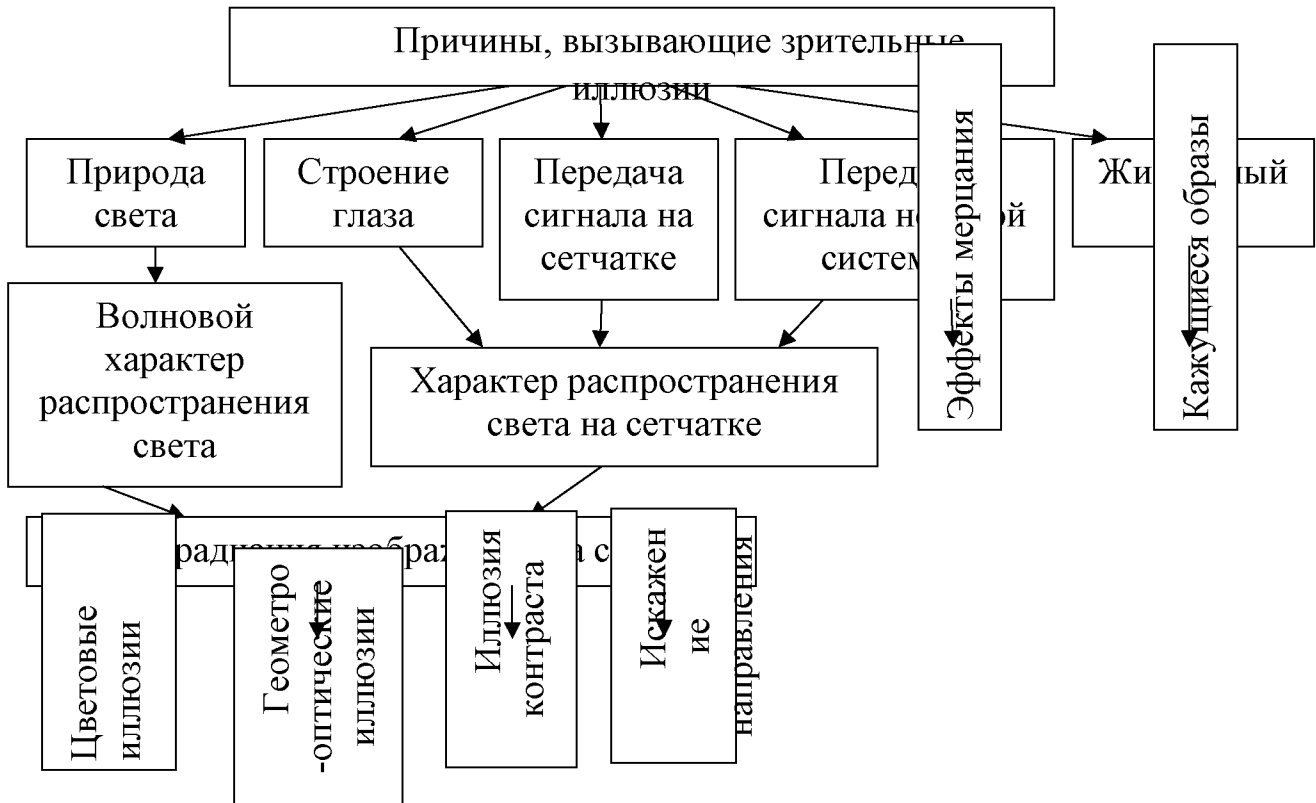 Причины, вызывающие зрительные
иллюзии
Природа
света
Строение
глаза
Передача
сигнала на
сетчатке
сигнала
систем
Волновой
характер
распространения
света
Характер распространения
света на сетчатке
Эффекты мерцания
Кажущиеся образы
Цветовые
иллюзии
Геометро
-оптические
иллюзии
Иллюзия
контраста
Искажен
ие
направления